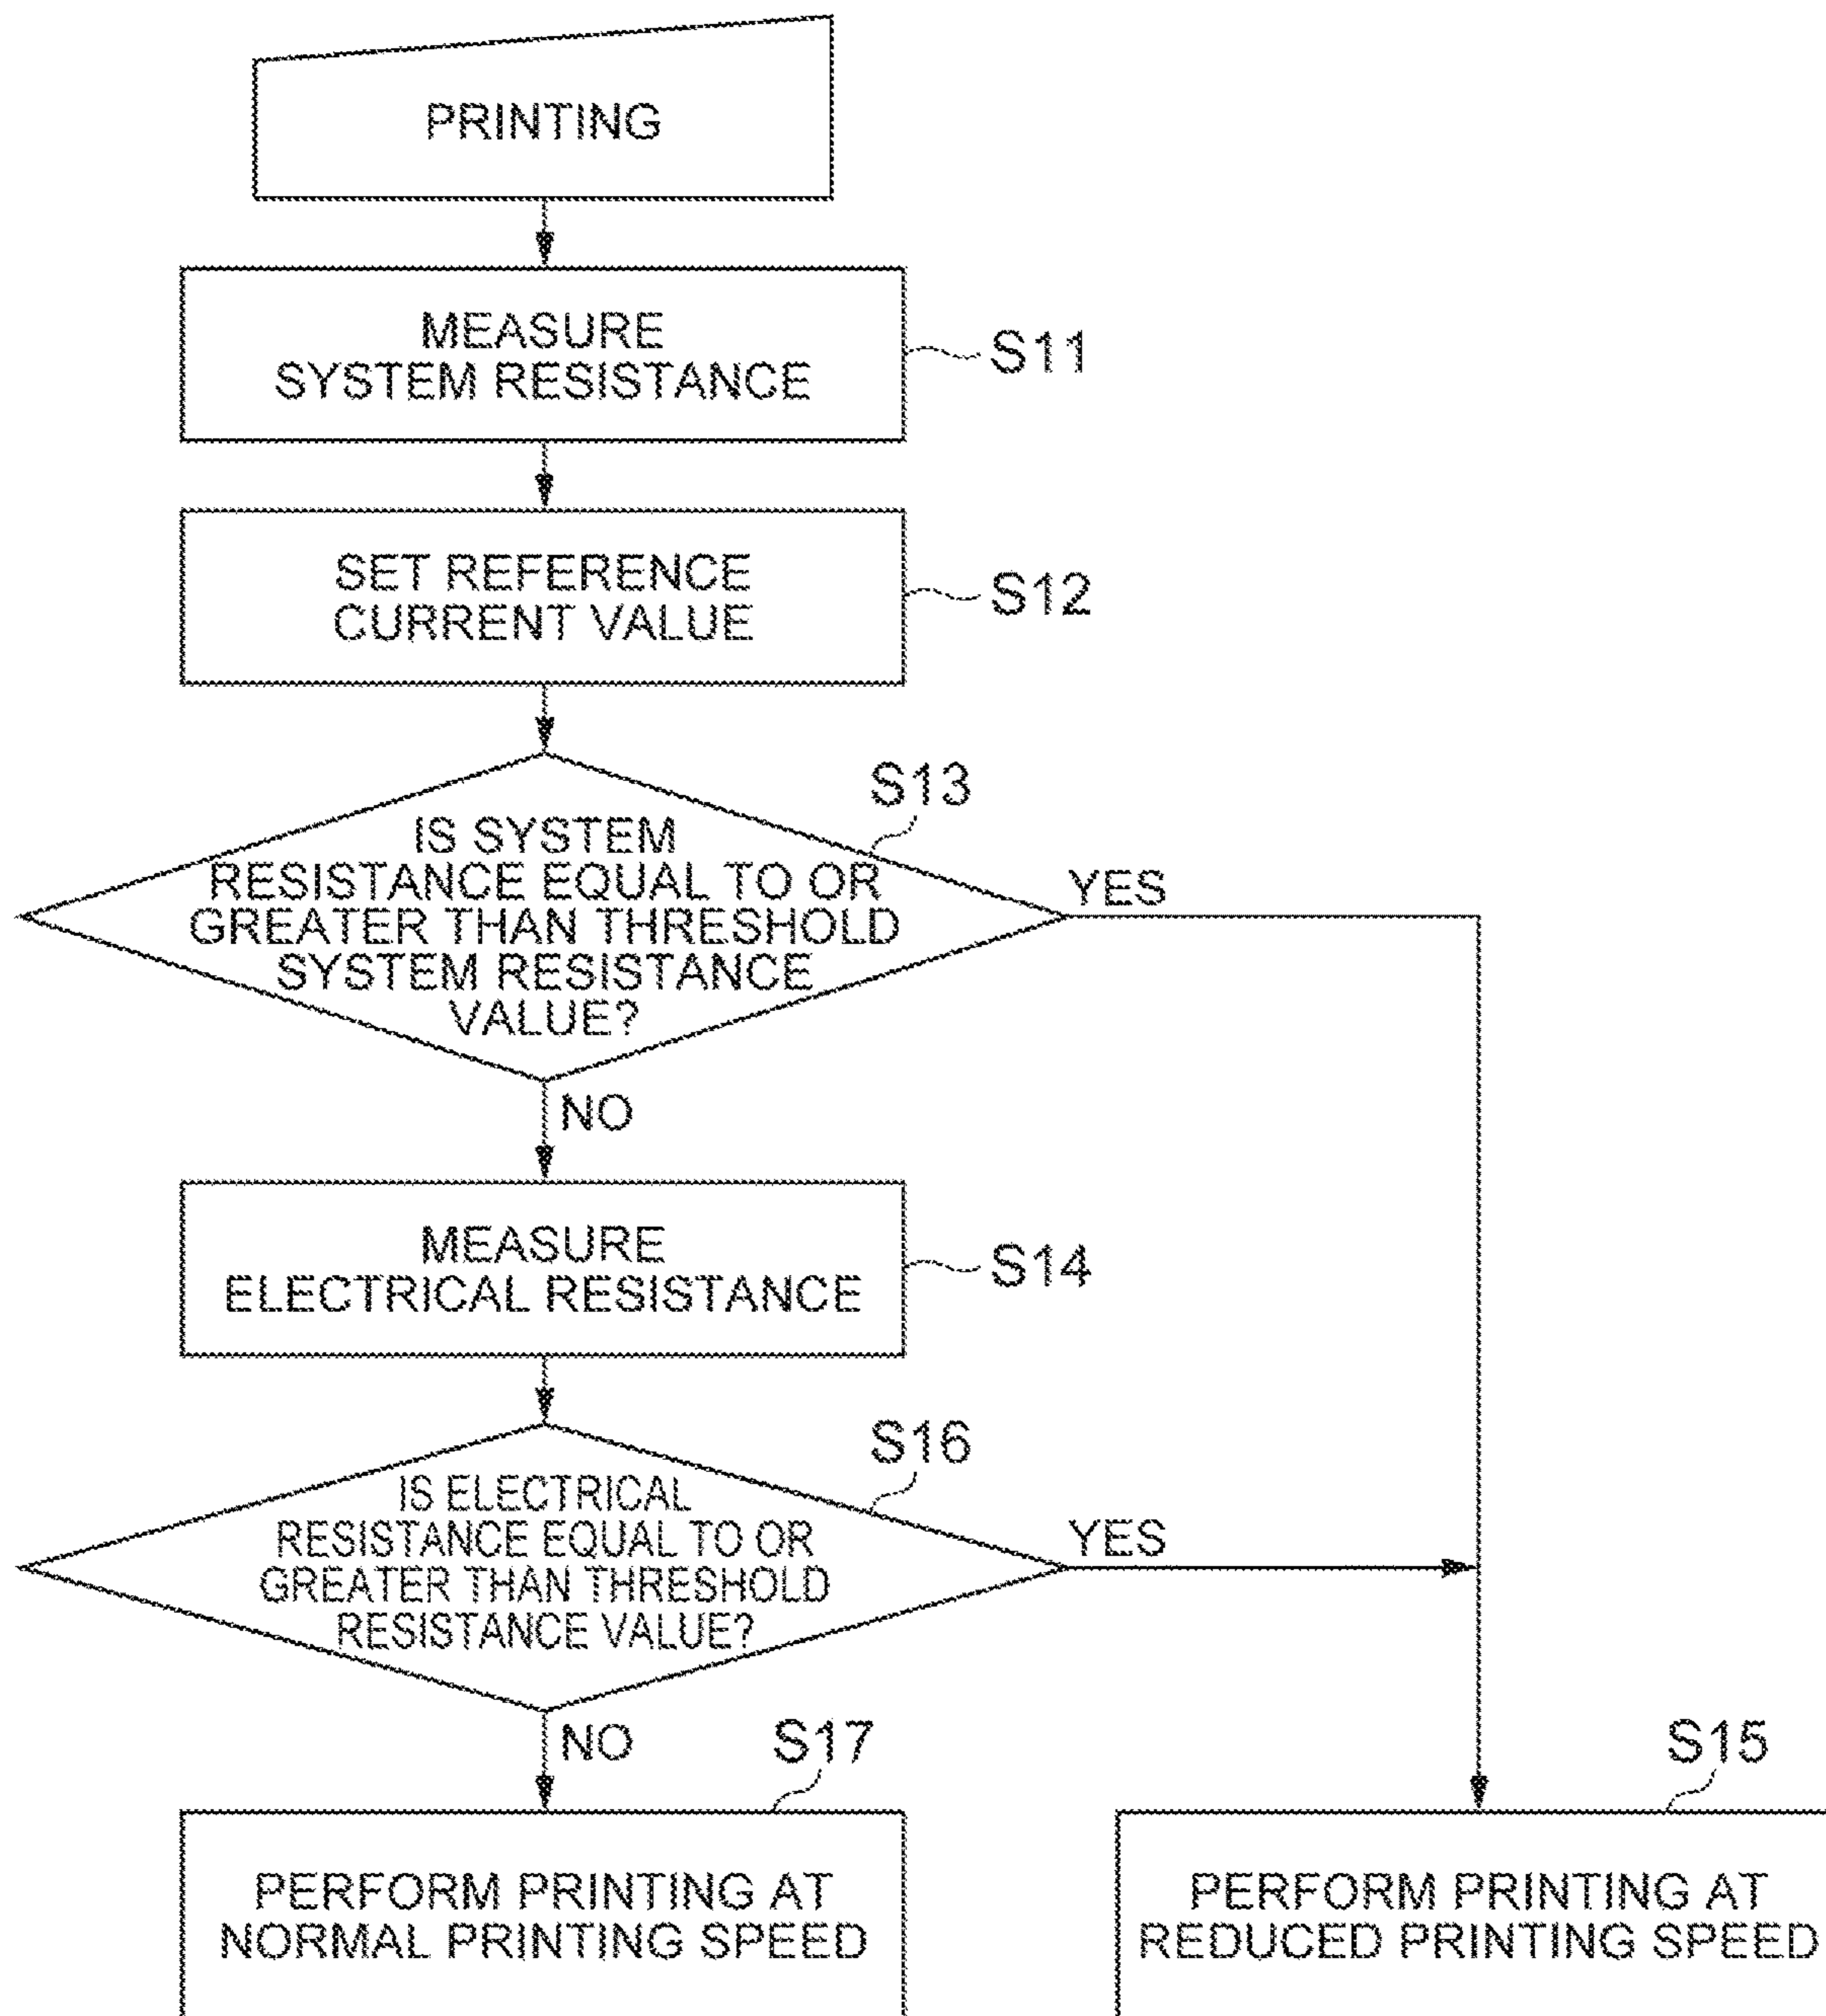 PRINTING
MEASURE
SYSTEM RESISTANCE
S11
SET REFERENCE
CURRENT VALUE
S12
S13
IS SYSTEM
RESISTANCE EQUAL TO OR
GREATER THAN THRESHOLD
SYSTEM RESISTANCE
VALUE?
YES
NO
MEASURE
ELECTRICAL RESISTANCE
S14
S16
IS ELECTRICAL
RESISTANCE EQUAL TO OR
GREATER THAN THRESHOLD
RESISTANCE VALUE?
YES
NO
S17
PERFORM PRINTING AT
NORMAL PRINTING SPEED
S15
PERFORM PRINTING AT
REDUCED PRINTING SPEED